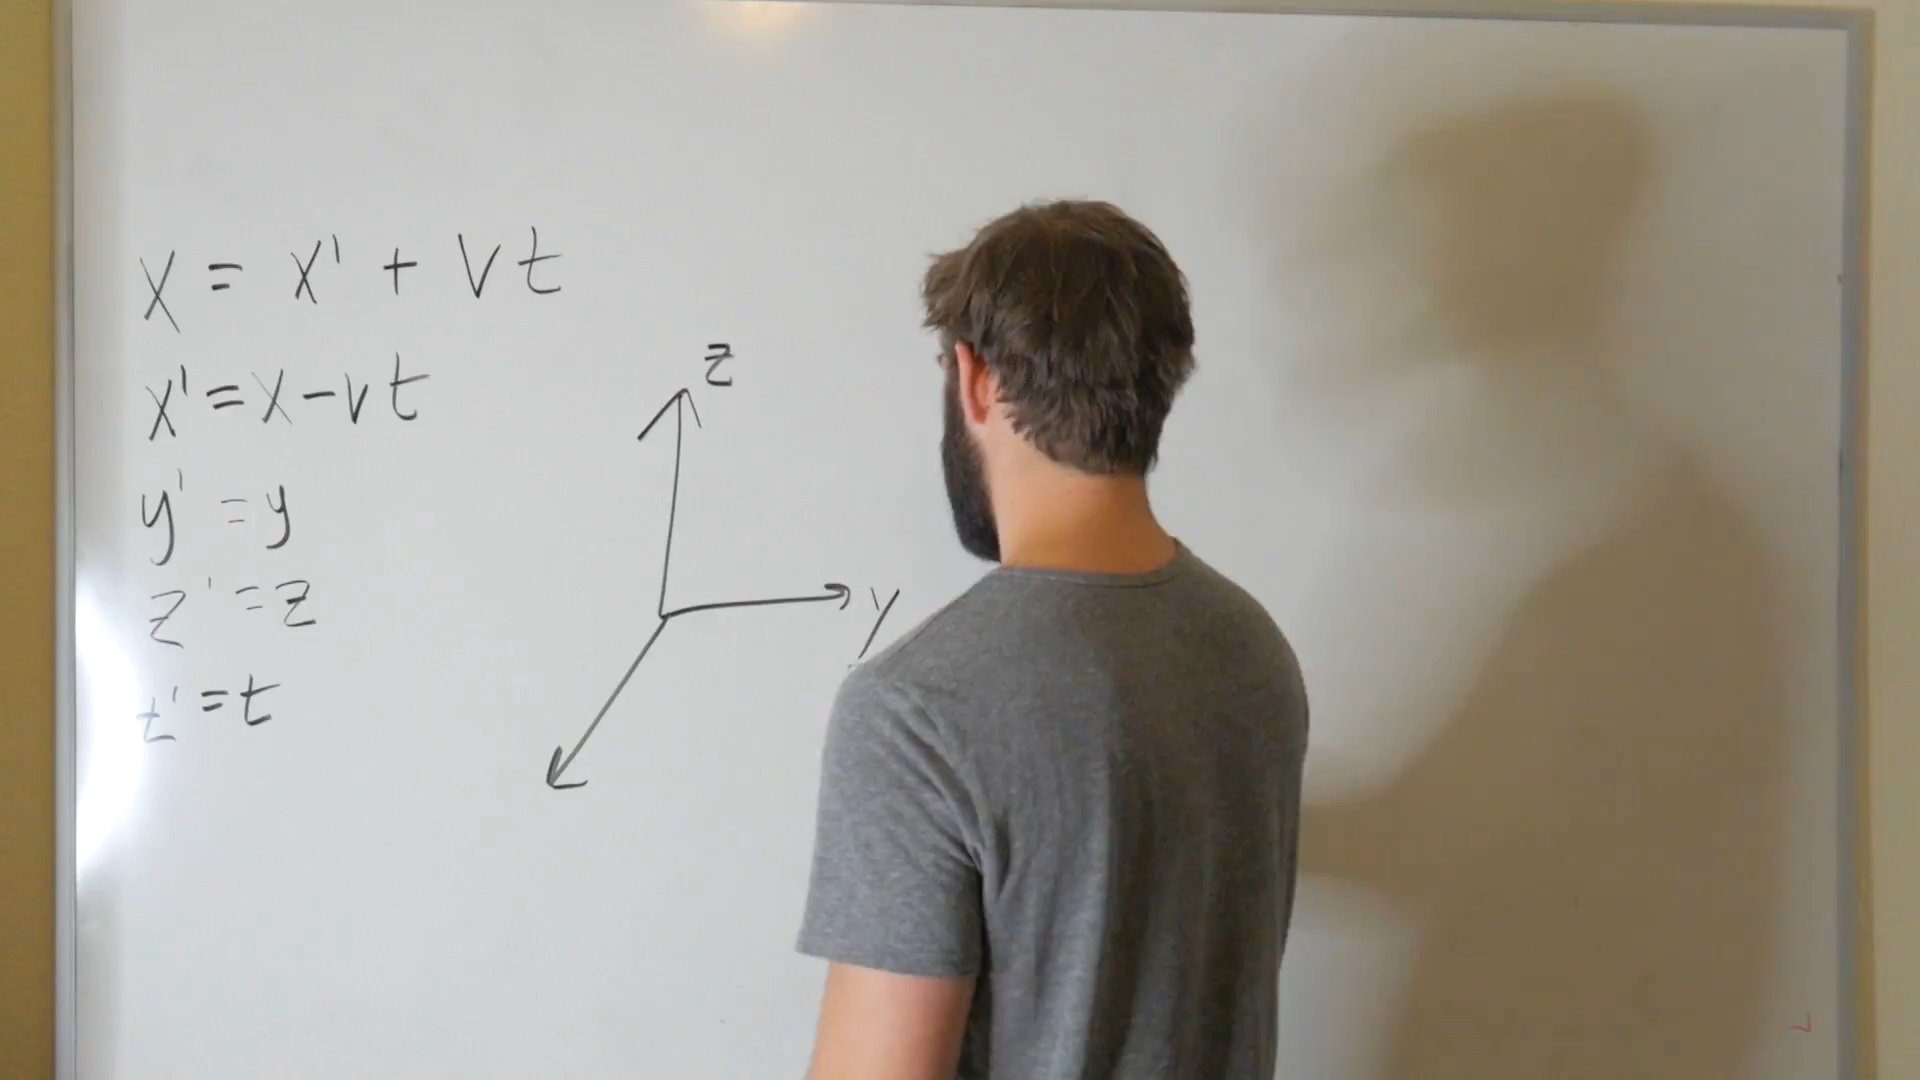 x = x' + vt
x' = x - vt
y' = y
z' = z
t' = t
z
y